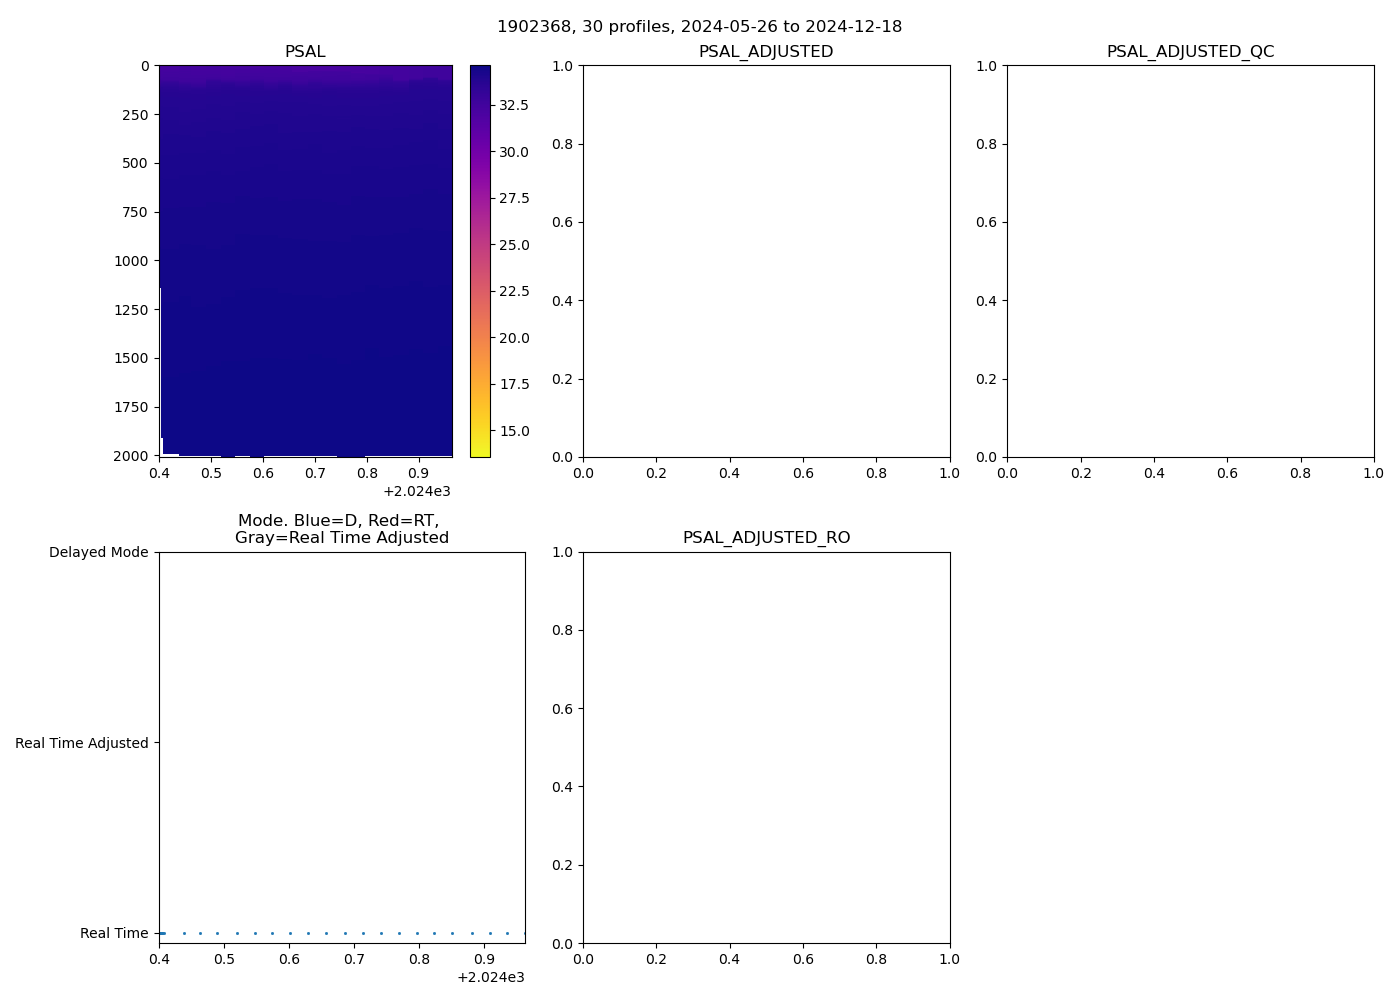 1902368, 30 profiles, 2024-05-26 to 2024-12-18
PSAL
0
250
500
750
1000
1250
1500
1750
2000
0.4 0.5 0.6 0.7 0.8 0.9
+2.024e3
32.5
30.0
27.5
25.0
22.5
20.0
17.5
15.0
PSAL_ADJUSTED
1.0
0.8
0.6
0.4
0.2
0.0
0.0 0.2 0.4 0.6 0.8 1.0
PSAL_ADJUSTED_QC
1.0
0.8
0.6
0.4
0.2
0.0
0.0 0.2 0.4 0.6 0.8 1.0
Mode. Blue=D, Red=RT,
Gray=Real Time Adjusted
Delayed Mode
Real Time Adjusted
Real Time
0.4 0.5 0.6 0.7 0.8 0.9
+2.024e3
PSAL_ADJUSTED_RO
1.0
0.8
0.6
0.4
0.2
0.0
0.0 0.2 0.4 0.6 0.8 1.0